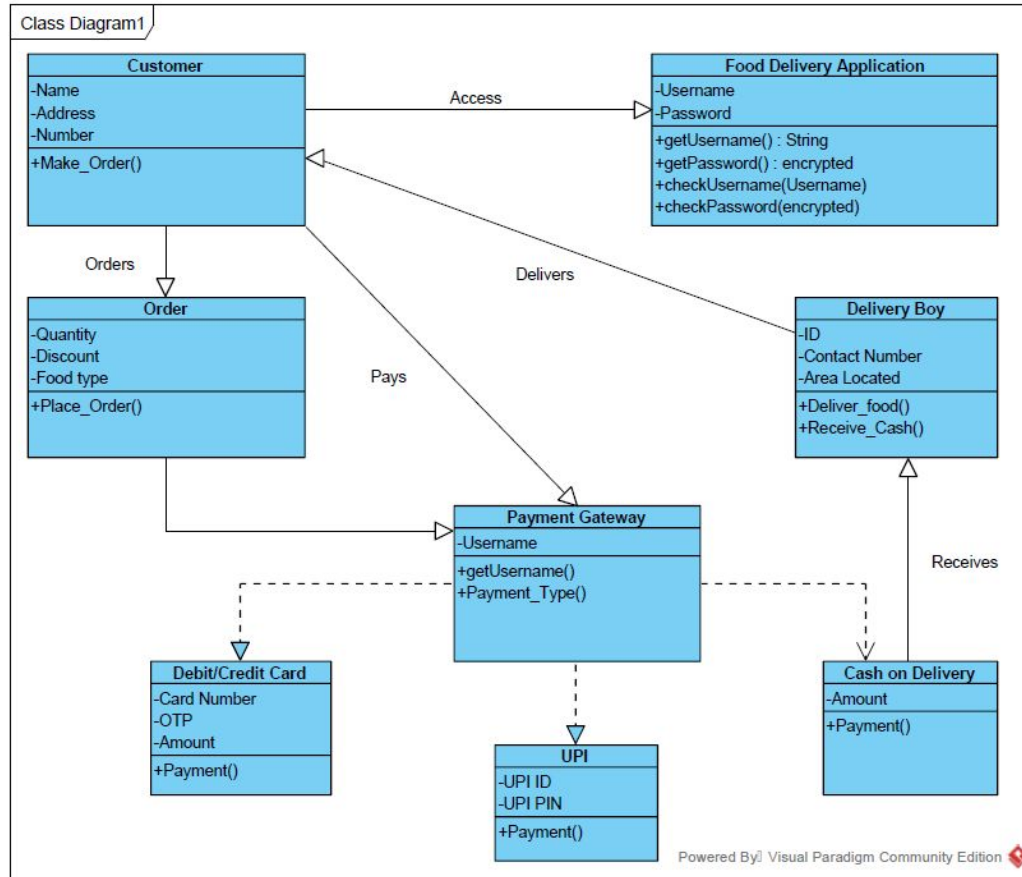 Class Diagram1
Customer
-Name
-Address
-Number
+Make_Order()
Access
Food Delivery Application
-Username
-Password
+getUsername() : String
+getPassword() : encrypted
+checkUsername(Username)
+checkPassword(encrypted)
Orders
Delivers
Order
-Quantity
-Discount
-Food type
+Place_Order()
Pays
Delivery Boy
-ID
-Contact Number
-Area Located
+Deliver_food()
+Receive_Cash()
Payment Gateway
-Username
+getUsername()
+Payment_Type()
Receives
Debit/Credit Card
-Card Number
-OTP
-Amount
+Payment()
UPI
-UPI ID
-UPI PIN
+Payment()
Cash on Delivery
-Amount
+Payment()
Powered By Visual Paradigm Community Edition